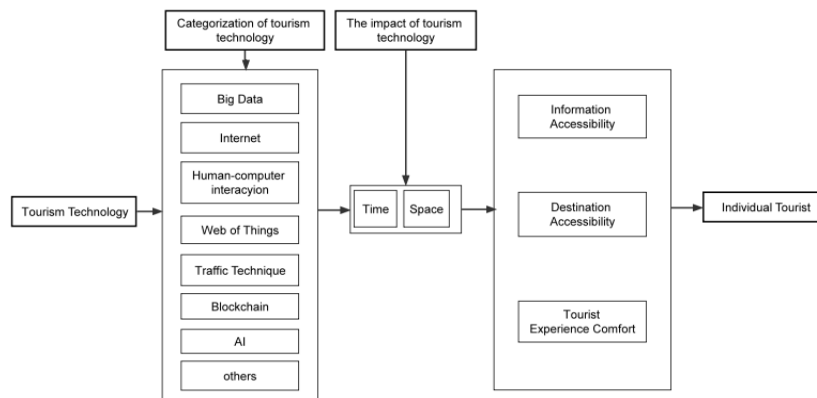 Categorization of tourism
technology
The impact of tourism
technology
Big Data
Internet
Human-computer
interacyion
Web of Things
Traffic Technique
Blockchain
AI
others
Tourism Technology
Time
Space
Information
Accessibility
Destination
Accessibility
Tourist
Experience Comfort
Individual Tourist